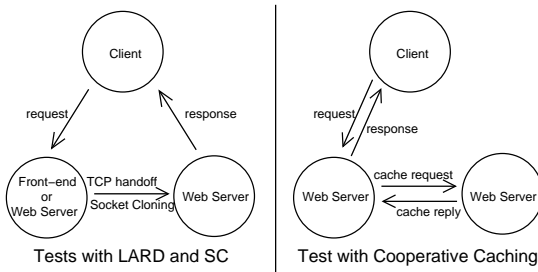 Client
request
response
Front-end
or
Web Server
TCP handoff
Socket Cloning
Web Server
Tests with LARD and SC
Client
request
response
Web Server
cache request
cache reply
Web Server
Test with Cooperative Caching